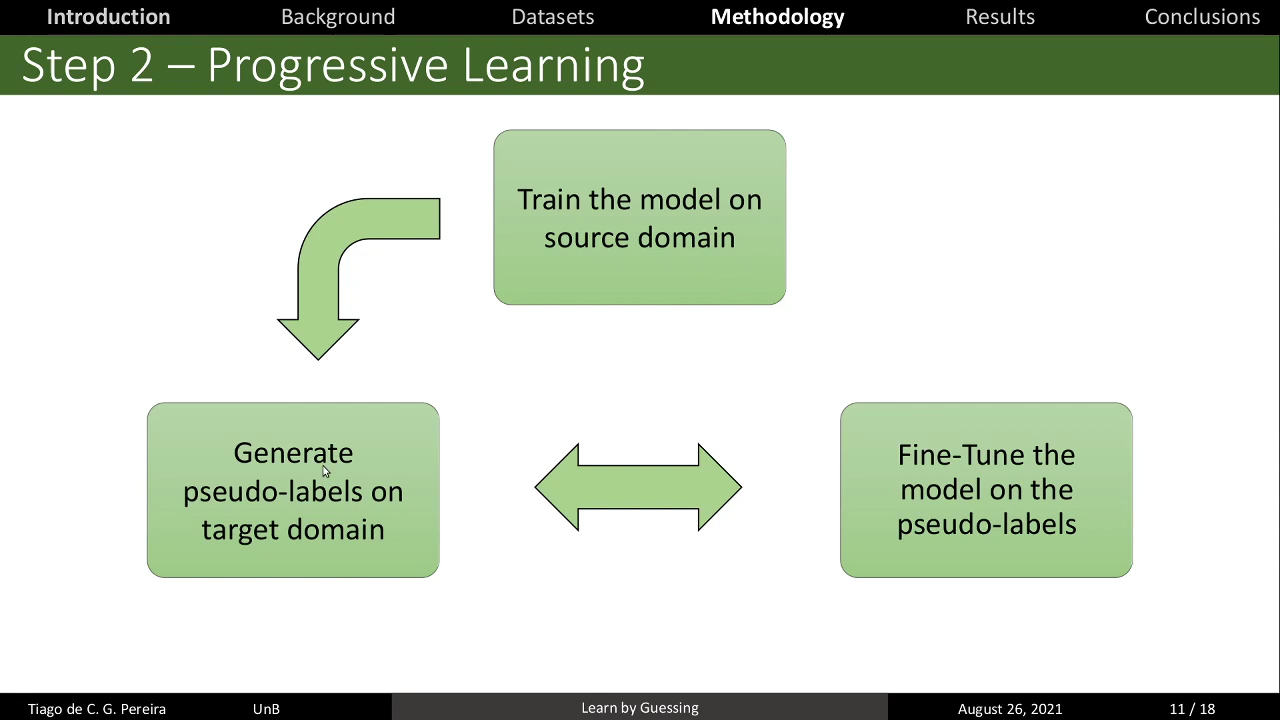 Introduction Background Datasets Methodology Results Conclusions
Step 2 – Progressive Learning
Train the model on
source domain
Generate
pseudo-labels on
target domain
Fine-Tune the
model on the
pseudo-labels
Tiago de C. G. Pereira UnB Learn by Guessing August 26, 2021 11 / 18